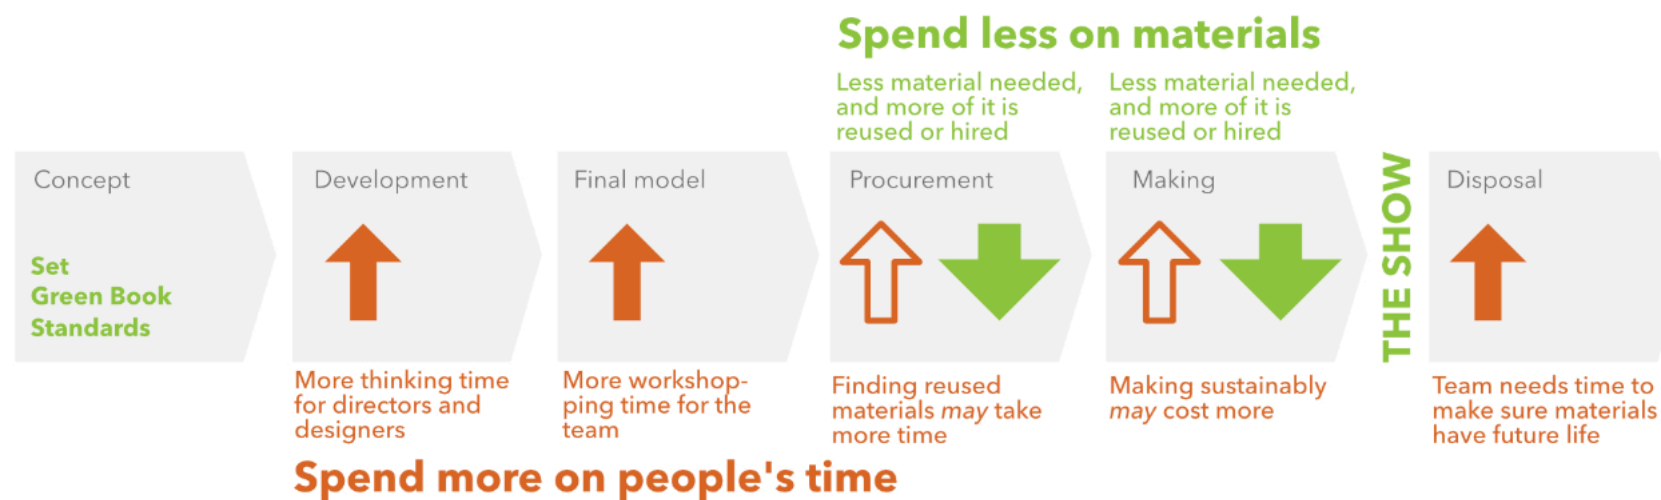 Spend less on materials
Less material needed,
and more of it is
reused or hired
Less material needed,
and more of it is
reused or hired
Concept
Set
Green Book
Standards
Development
Final model
Procurement
Making
THE SHOW
Disposal
More thinking time
for directors and
designers
More workshop-
ping time for the
team
Finding reused
materials may take
more time
Making sustainably
may cost more
Team needs time to
make sure materials
have future life
Spend more on people's time